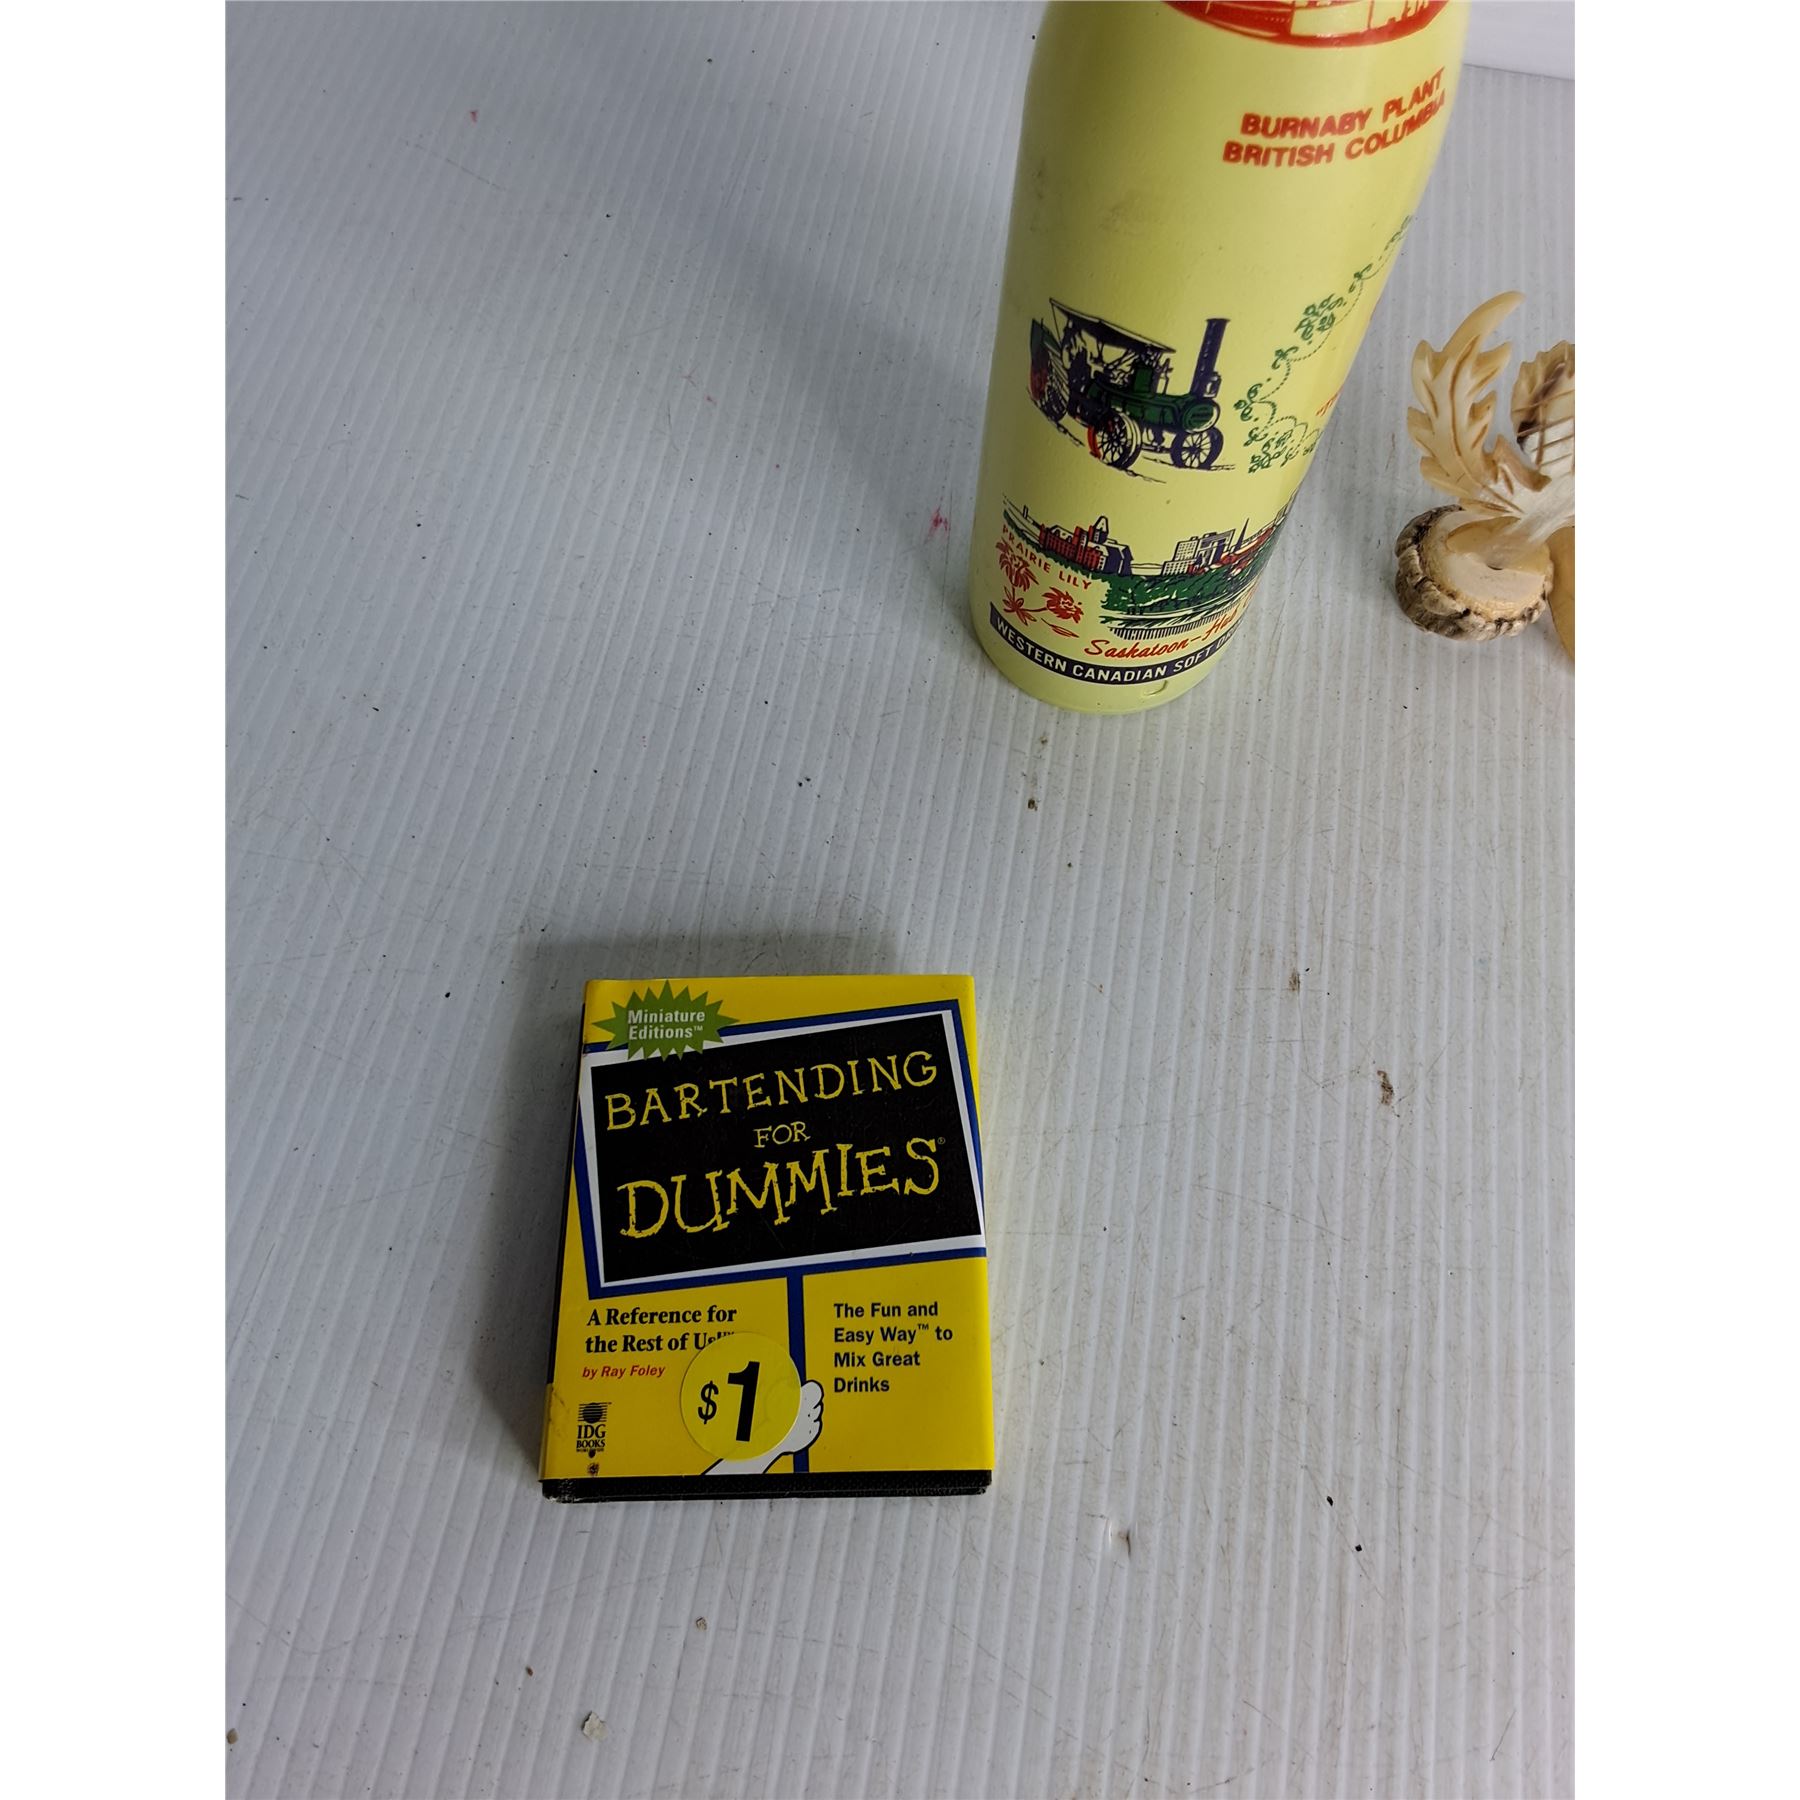 BURNABY PLANT
BRITISH COLUMBIA
PRAIRIE LILY
Saskatoon-
WESTERN CANADIAN SOFT
Miniature
Editions™
BARTENDING
FOR
DUMMIES®
A Reference for
the Rest of
by Ray Foley
The Fun and
Easy Way™ to
Mix Great
Drinks
$1
IDG
BOOKS